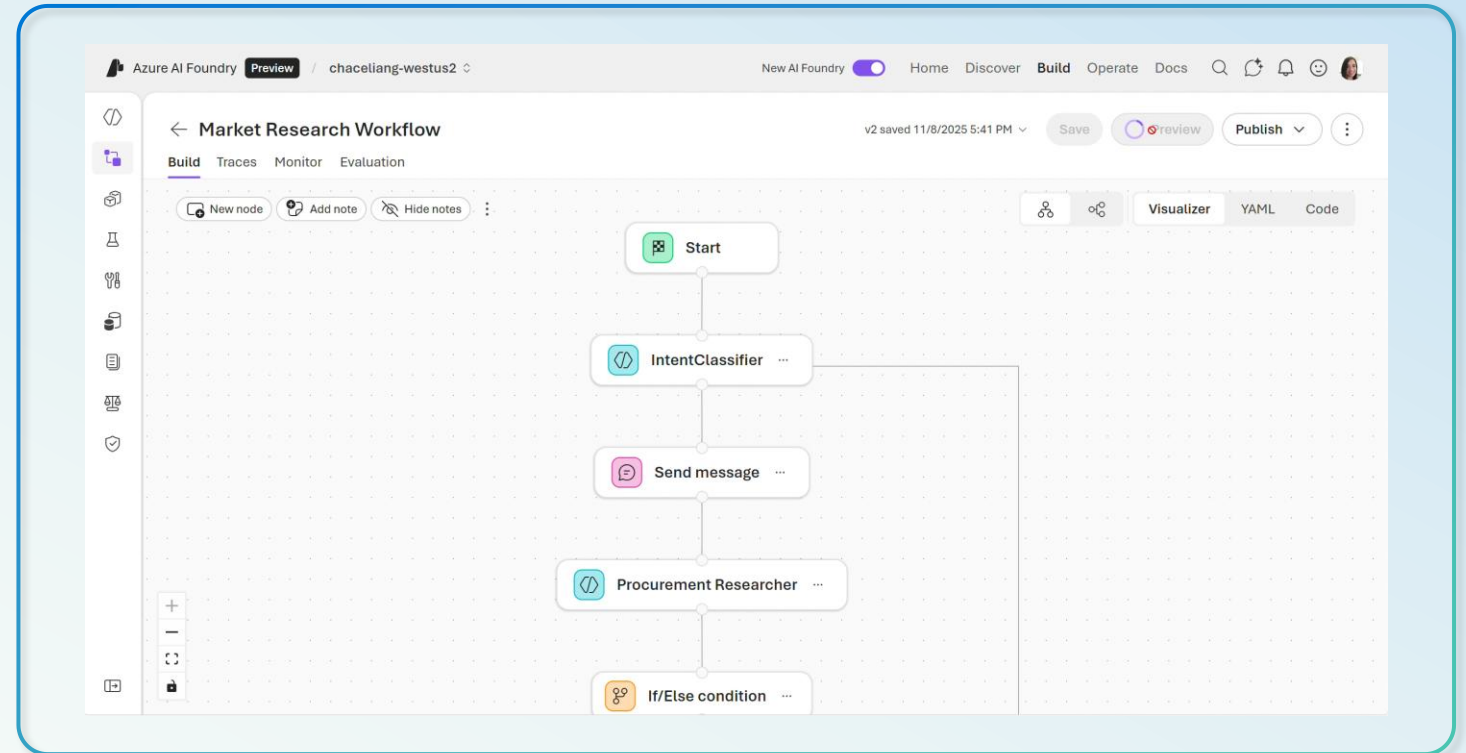 Azure AI Foundry Preview / chaceliang-westus2 New AI Foundry Home Discover Build Operate Docs
Market Research Workflow v2 saved 11/8/2025 5:41 PM Save Preview Publish
Build Traces Monitor Evaluation
New node Add note Hide notes Visualizer YAML Code
Start
IntentClassifier ...
Send message ...
Procurement Researcher ...
If/Else condition ...